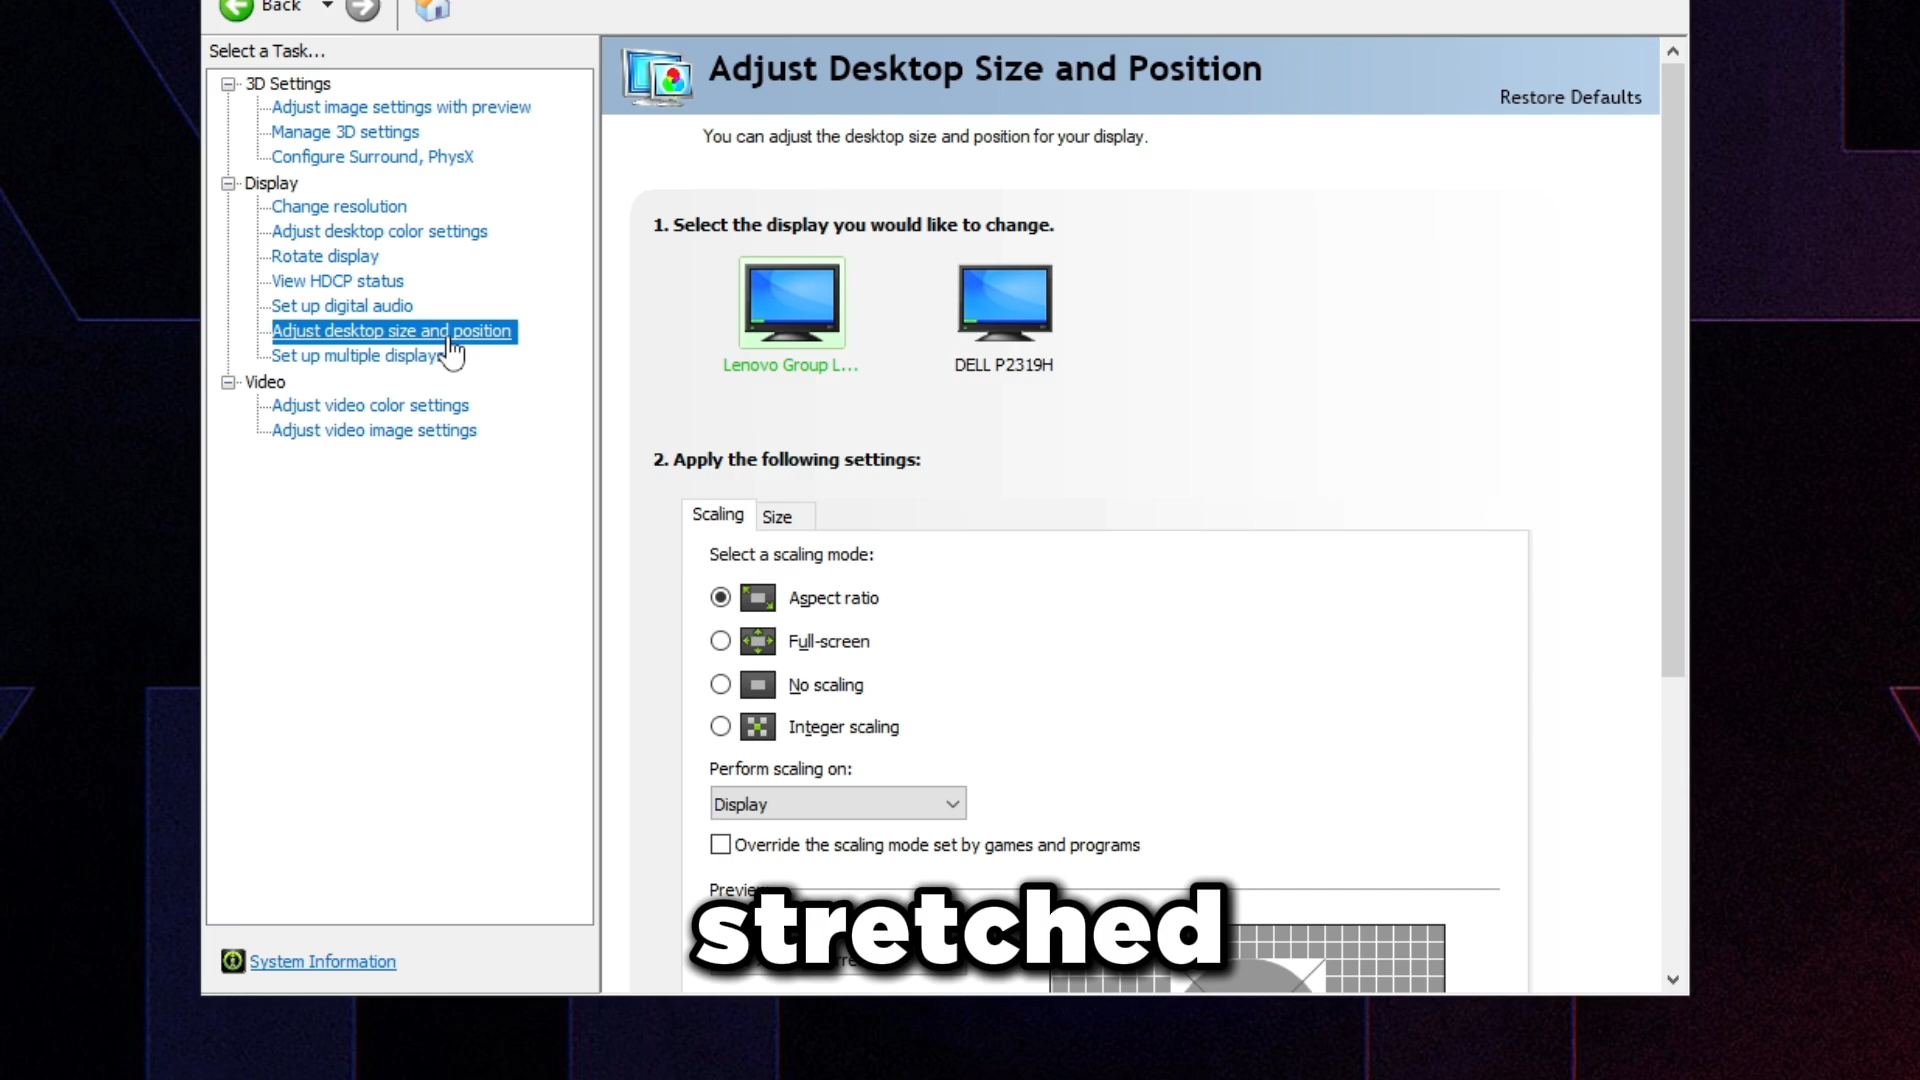 Back
Select a Task...
3D Settings
Adjust image settings with preview
Manage 3D settings
Configure Surround, PhysX
Display
Change resolution
Adjust desktop color settings
Rotate display
View HDCP status
Set up digital audio
Adjust desktop size and position
Set up multiple displays
Video
Adjust video color settings
Adjust video image settings
System Information
Adjust Desktop Size and Position
Restore Defaults
You can adjust the desktop size and position for your display.
1. Select the display you would like to change.
Lenovo Group L...
DELL P2319H
2. Apply the following settings:
Scaling
Size
Select a scaling mode:
Aspect ratio
Full-screen
No scaling
Integer scaling
Perform scaling on:
Display
Override the scaling mode set by games and programs
stretched